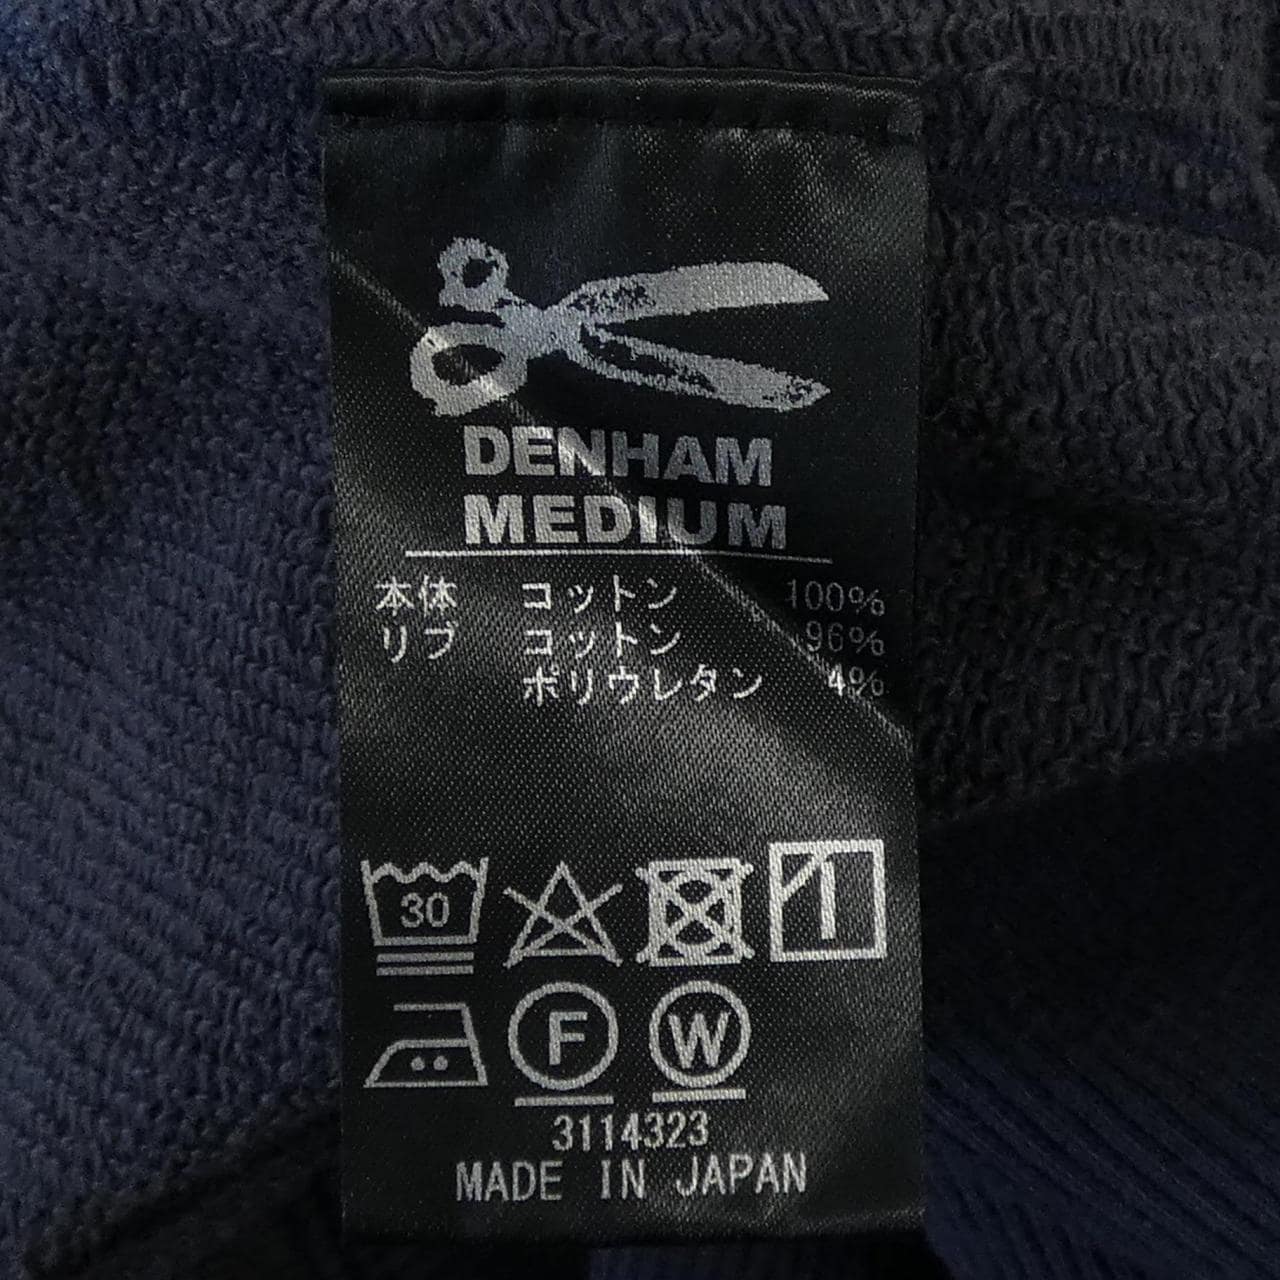 DENHAM
MEDIUM
本体 コットン 100%
リブ コットン 96%
ポリウレタン 4%
30
F W
3114323
MADE IN JAPAN